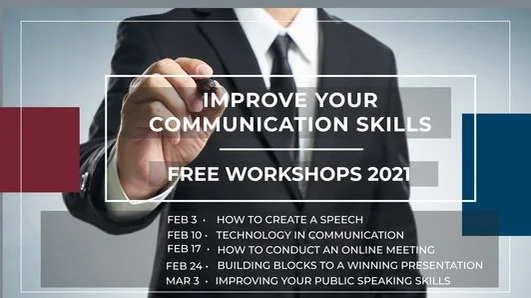 IMPROVE YOUR
COMMUNICATION SKILLS
FREE WORKSHOPS 2021
FEB 3 • HOW TO CREATE A SPEECH
FEB 10 • TECHNOLOGY IN COMMUNICATION
FEB 17 • HOW TO CONDUCT AN ONLINE MEETING
FEB 24 • BUILDING BLOCKS TO A WINNING PRESENTATION
MAR 3 • IMPROVING YOUR PUBLIC SPEAKING SKILLS